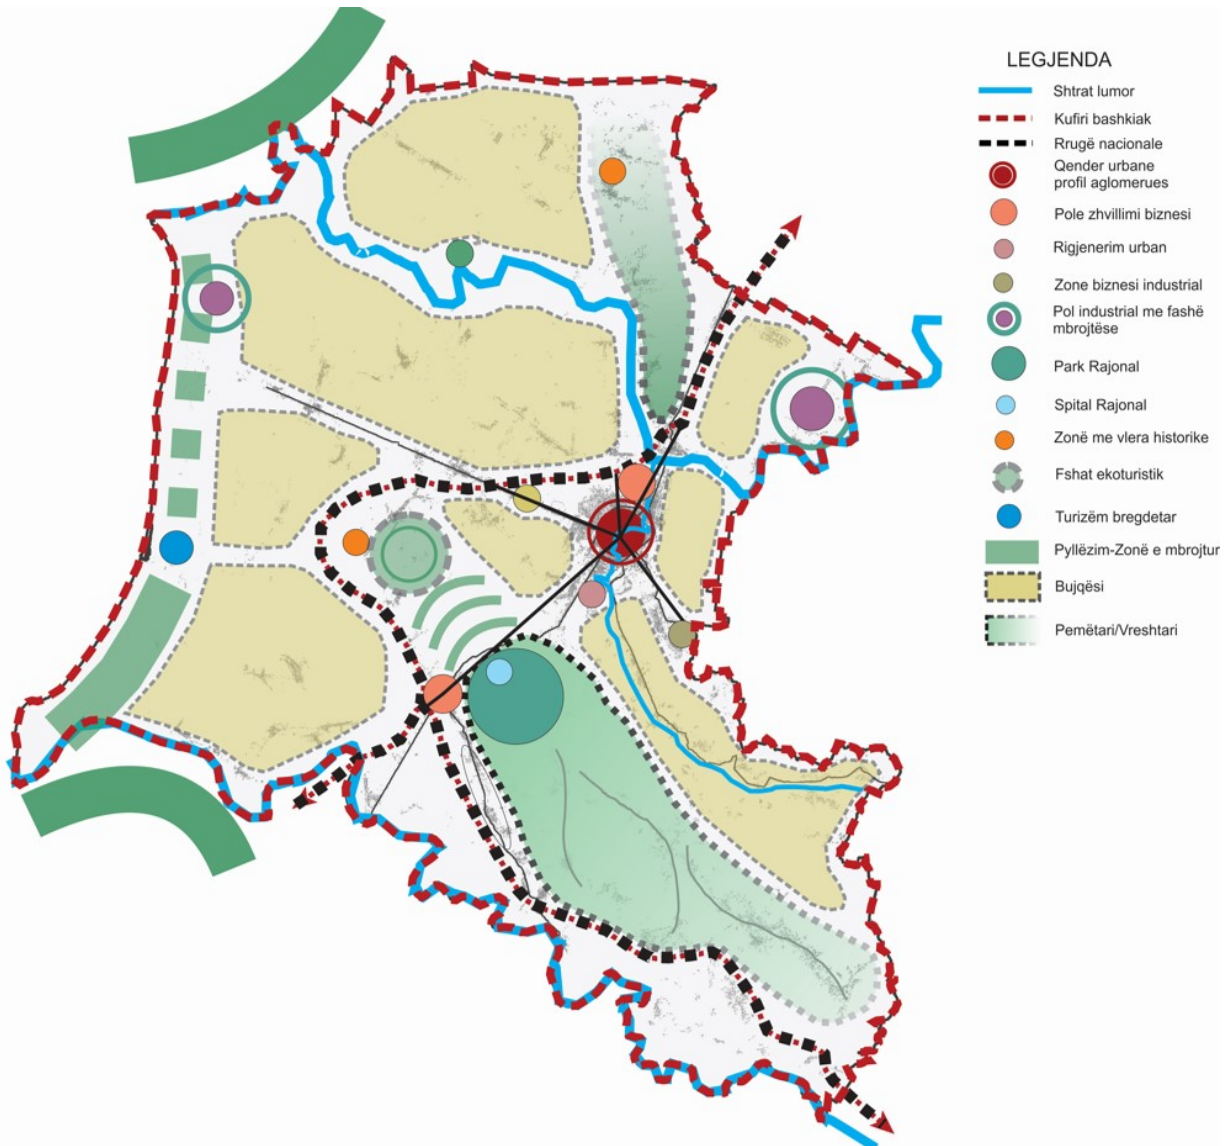 LEGJENDA
Shtrat lumor
Kufiri bashkiak
Rrugë nacionale
Qender urbane
profil aglomerues
Pole zhvillimi biznesi
Rigjenerim urban
Zone biznesi industrial
Pol industrial me fashë
mbrojtëse
Park Rajonal
Spital Rajonal
Zonë me vlera historike
Fshat ekoturistik
Turizëm bregdetar
Pyllëzim-Zonë e mbrojtur
Bujqësi
Pemëtari/Vreshtari